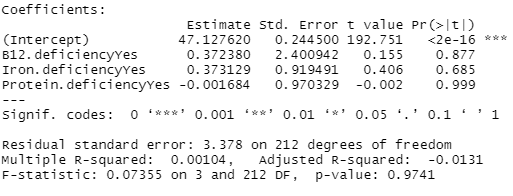 Coefficients:
Estimate Std. Error t value Pr(>|t|)
(Intercept) 47.127620 0.244500 192.751 <2e-16 ***
B12.deficiencyYes 0.372380 2.400942 0.155 0.877
Iron.deficiencyYes 0.373129 0.919491 0.406 0.685
Protein.deficiencyYes -0.001684 0.970329 -0.002 0.999
---
Signif. codes: 0 ‘***’ 0.001 ‘**’ 0.01 ‘*’ 0.05 ‘.’ 0.1 ‘ ’ 1
Residual standard error: 3.378 on 212 degrees of freedom
Multiple R-squared: 0.00104, Adjusted R-squared: -0.0131
F-statistic: 0.07355 on 3 and 212 DF, p-value: 0.9741